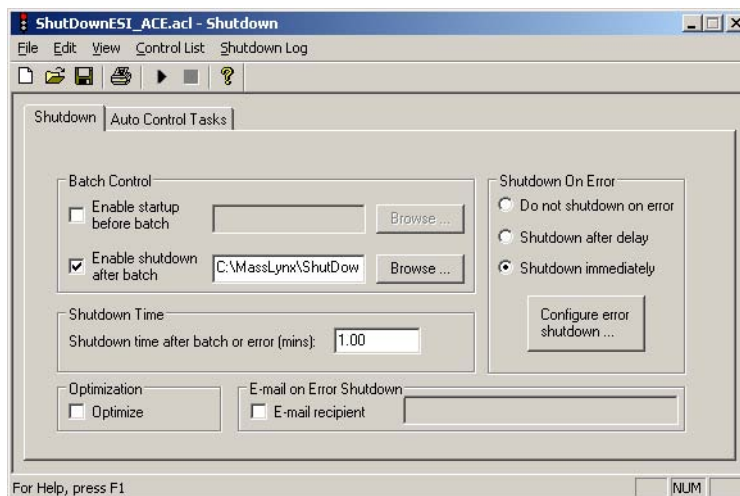 ShutDownESI_ACE.acl - Shutdown
File Edit View Control List Shutdown Log
Shutdown Auto Control Tasks
Batch Control
Enable startup
before batch
Browse ...
Enable shutdown
after batch
C:\MassLynx\ShutDow
Browse ...
Shutdown On Error
Do not shutdown on error
Shutdown after delay
Shutdown immediately
Configure error
shutdown ...
Shutdown Time
Shutdown time after batch or error (mins): 1.00
Optimization
Optimize
E-mail on Error Shutdown
E-mail recipient
For Help, press F1
NUM